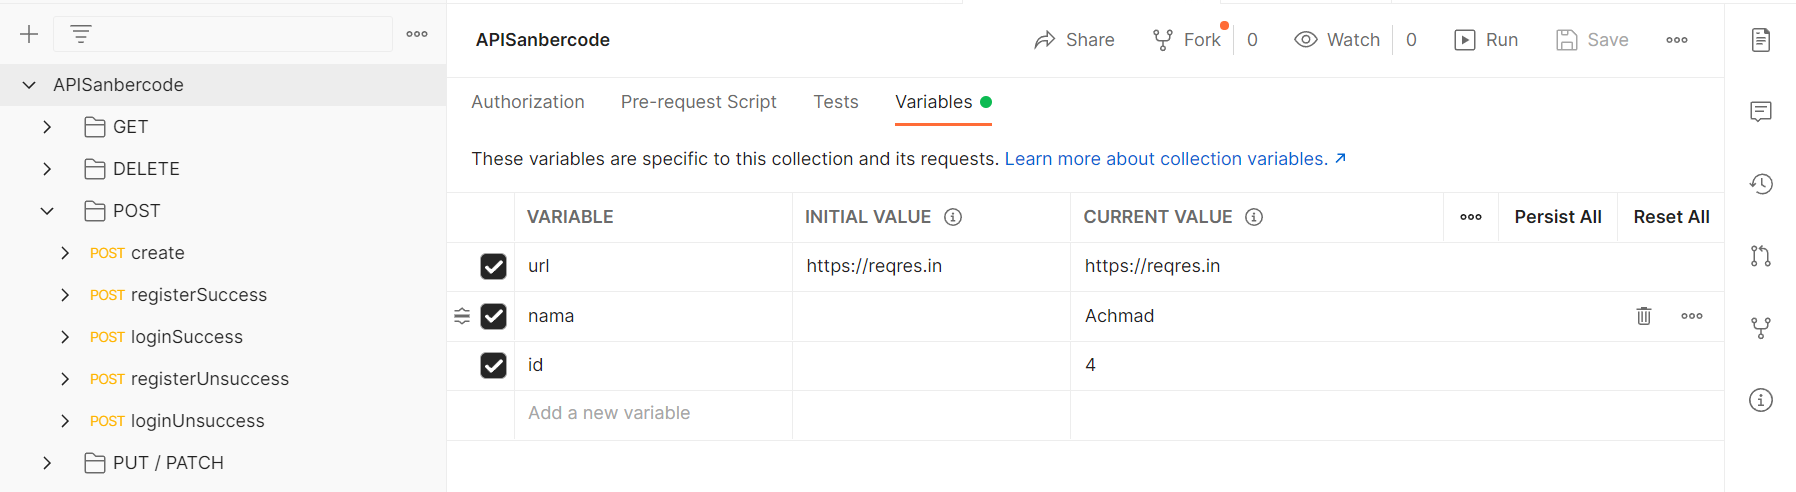 APISanbercode
GET
DELETE
POST
POST create
POST registerSuccess
POST loginSuccess
POST registerUnsuccess
POST loginUnsuccess
PUT / PATCH
APISanbercode
Share
Fork 0
Watch 0
Run
Save
Authorization Pre-request Script Tests Variables
These variables are specific to this collection and its requests. Learn more about collection variables. ↗
VARIABLE INITIAL VALUE CURRENT VALUE Persist All Reset All
url https://reqres.in https://reqres.in
nama Achmad
id 4
Add a new variable